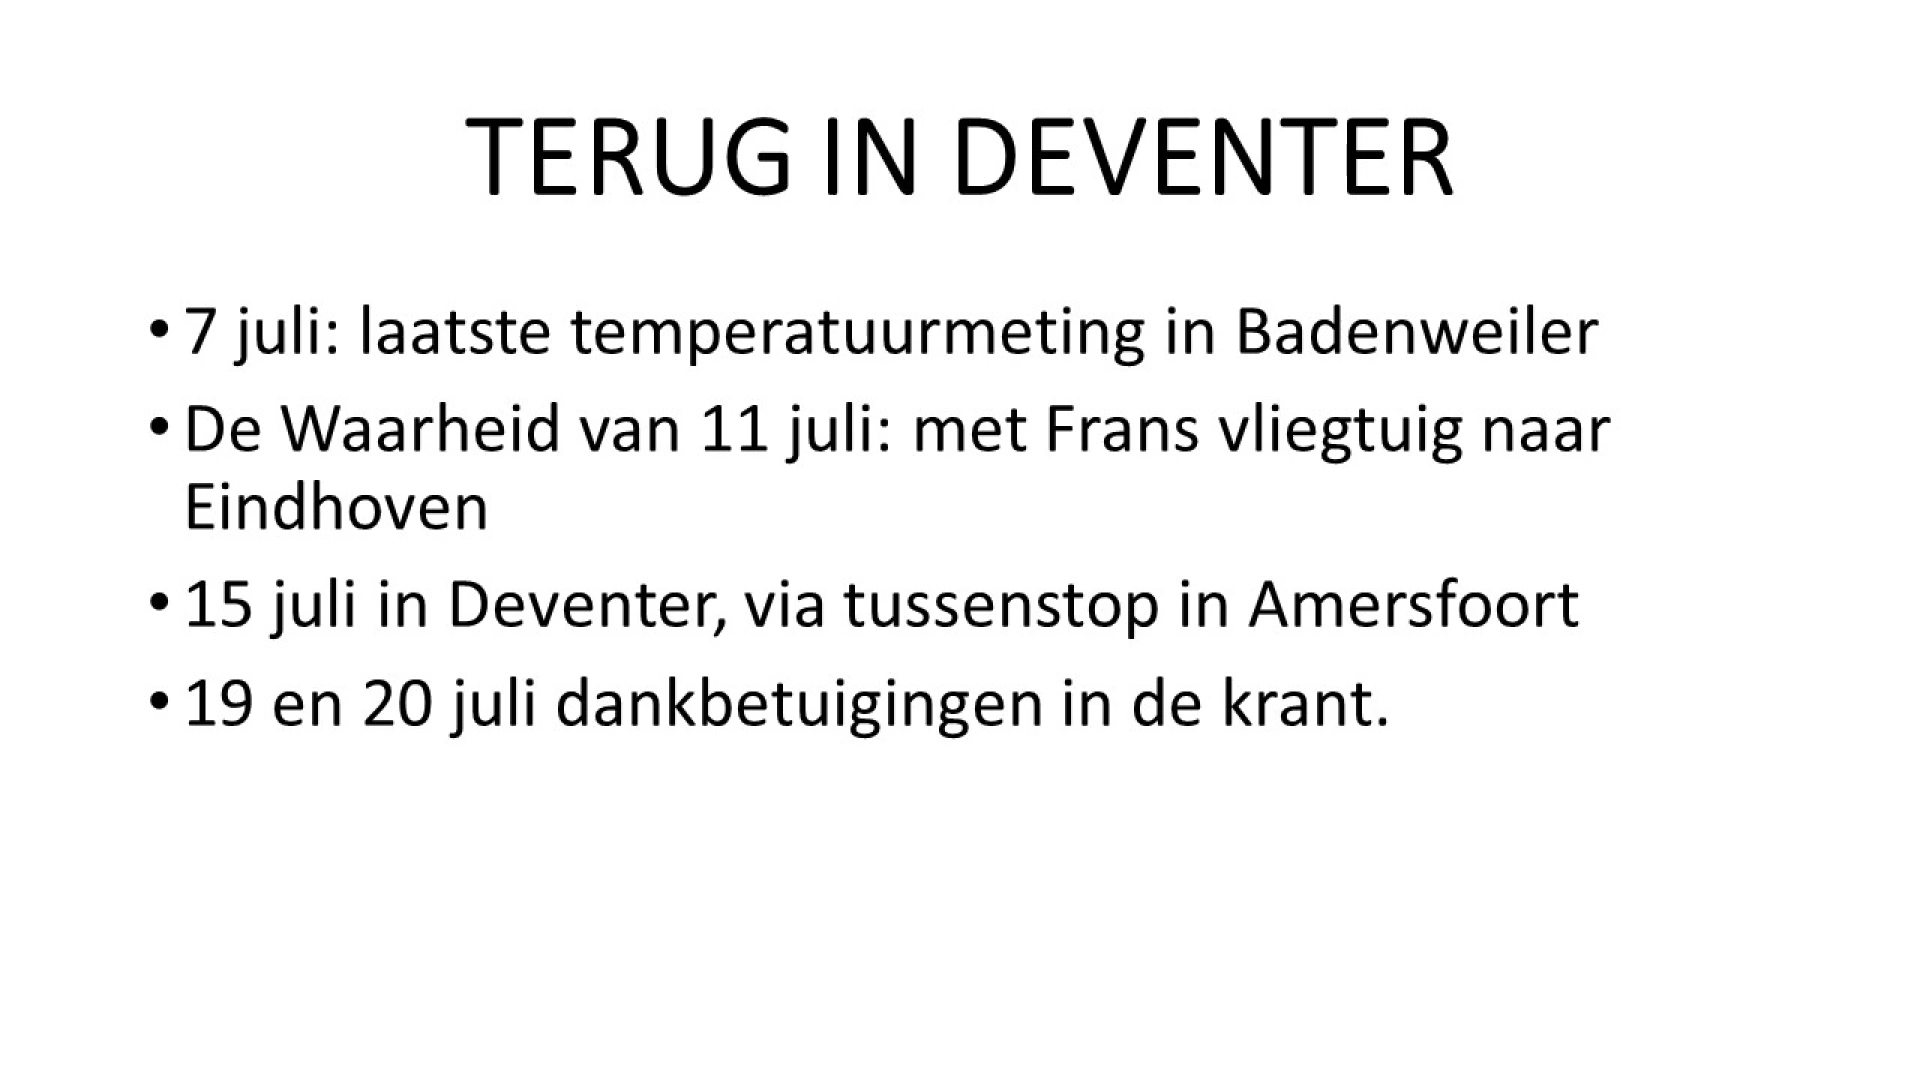 TERUG IN DEVENTER
• 7 juli: laatste temperatuurmeting in Badenweiler
• De Waarheid van 11 juli: met Frans vliegtuig naar
Eindhoven
• 15 juli in Deventer, via tussenstop in Amersfoort
• 19 en 20 juli dankbetuigingen in de krant.